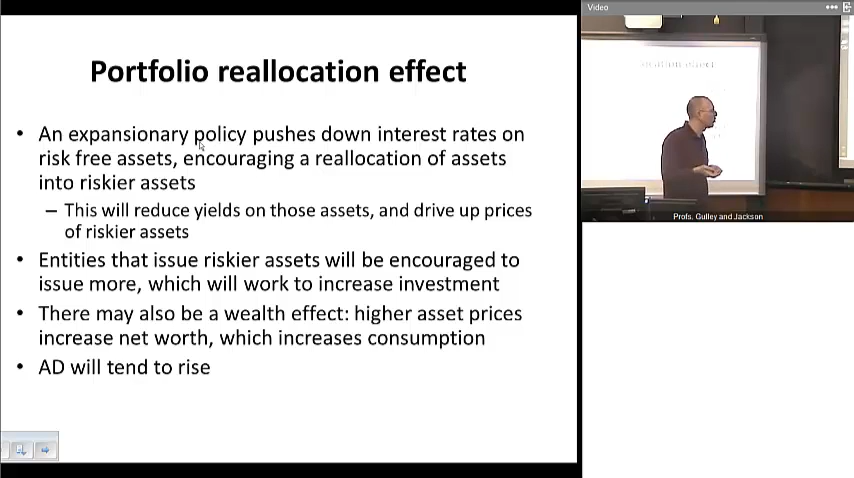 Portfolio reallocation effect
• An expansionary policy pushes down interest rates on
risk free assets, encouraging a reallocation of assets
into riskier assets
– This will reduce yields on those assets, and drive up prices
of riskier assets
• Entities that issue riskier assets will be encouraged to
issue more, which will work to increase investment
• There may also be a wealth effect: higher asset prices
increase net worth, which increases consumption
• AD will tend to rise
Video
Profs. Gulley and Jackson